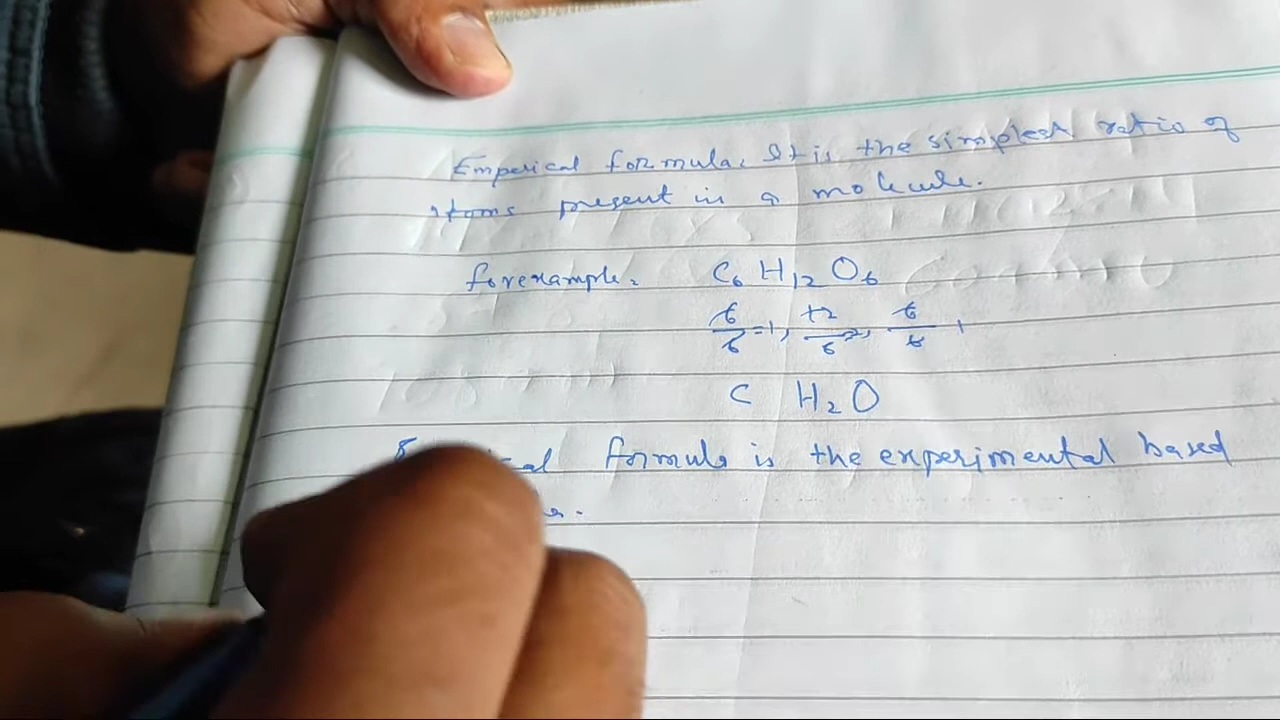 Emperical formula. It is the simplest ratio of
atoms present in a molecule.
for example. C6 H12 O6
6/6 =1, 12/6 =2, 6/6 1
C H2O
formula is the experimental based